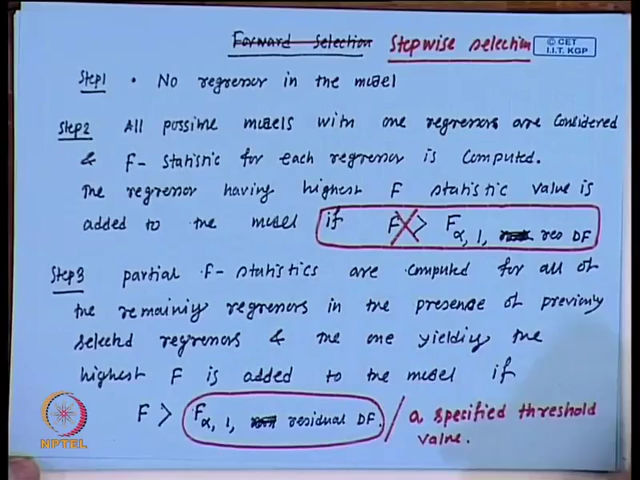 Forward Selection Stepwise selection
© CET
I.I.T. KGP
Step1 • No regressor in the model
Step2 All possible models with one regressors are considered
& F- statistic for each regressor is computed.
The regressor having highest F statistic value is
added to the model if F > F α, 1, res DF
Step3 partial F- statistics are computed for all of
the remaining regressors in the presence of previously
selected regressors & the one yielding the
highest F is added to the model if
F > F α, 1, residual DF. / a specified threshold
value.
NPTEL